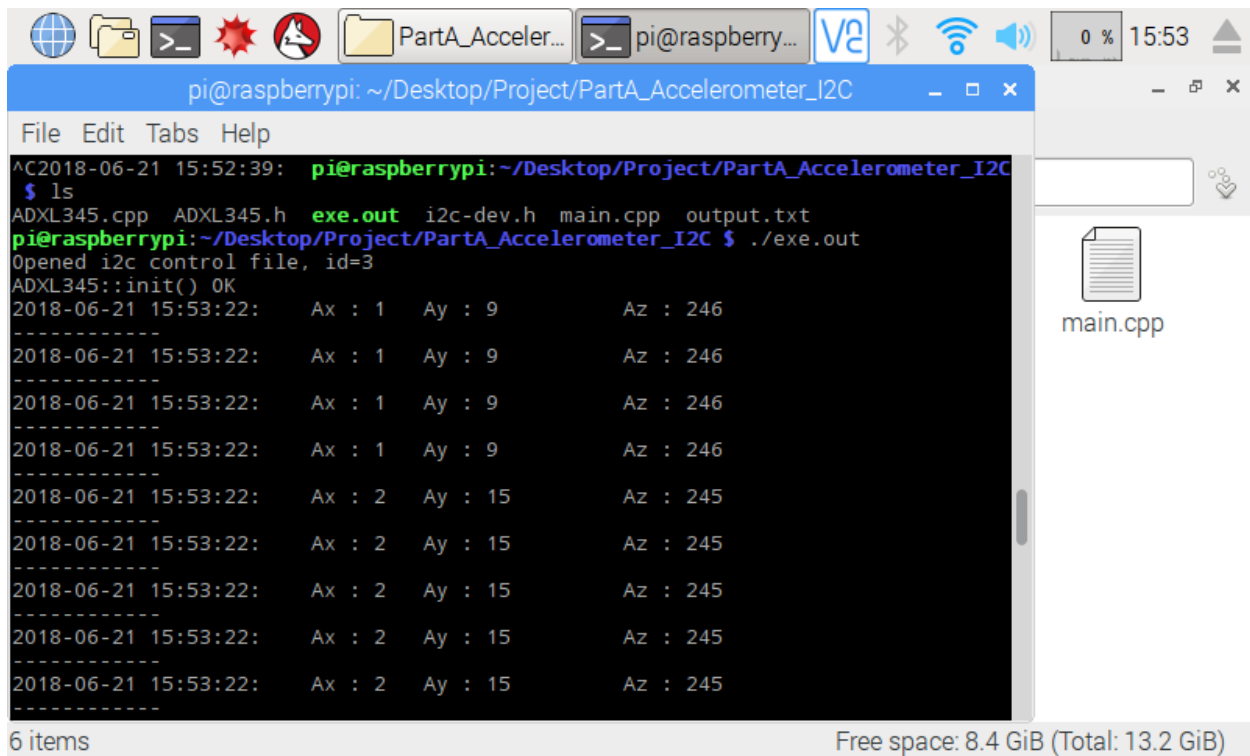 PartA_Acceler... pi@raspberry... V2 0 % 15:53
pi@raspberrypi: ~/Desktop/Project/PartA_Accelerometer_I2C
File Edit Tabs Help
^C2018-06-21 15:52:39: pi@raspberrypi:~/Desktop/Project/PartA_Accelerometer_I2C
$ ls
ADXL345.cpp ADXL345.h exe.out i2c-dev.h main.cpp output.txt
pi@raspberrypi:~/Desktop/Project/PartA_Accelerometer_I2C $ ./exe.out
Opened i2c control file, id=3
ADXL345::init() OK
2018-06-21 15:53:22: Ax : 1 Ay : 9 Az : 246
------------
2018-06-21 15:53:22: Ax : 1 Ay : 9 Az : 246
------------
2018-06-21 15:53:22: Ax : 1 Ay : 9 Az : 246
------------
2018-06-21 15:53:22: Ax : 1 Ay : 9 Az : 246
------------
2018-06-21 15:53:22: Ax : 2 Ay : 15 Az : 245
------------
2018-06-21 15:53:22: Ax : 2 Ay : 15 Az : 245
------------
2018-06-21 15:53:22: Ax : 2 Ay : 15 Az : 245
------------
2018-06-21 15:53:22: Ax : 2 Ay : 15 Az : 245
------------
2018-06-21 15:53:22: Ax : 2 Ay : 15 Az : 245
------------
main.cpp
6 items Free space: 8.4 GiB (Total: 13.2 GiB)